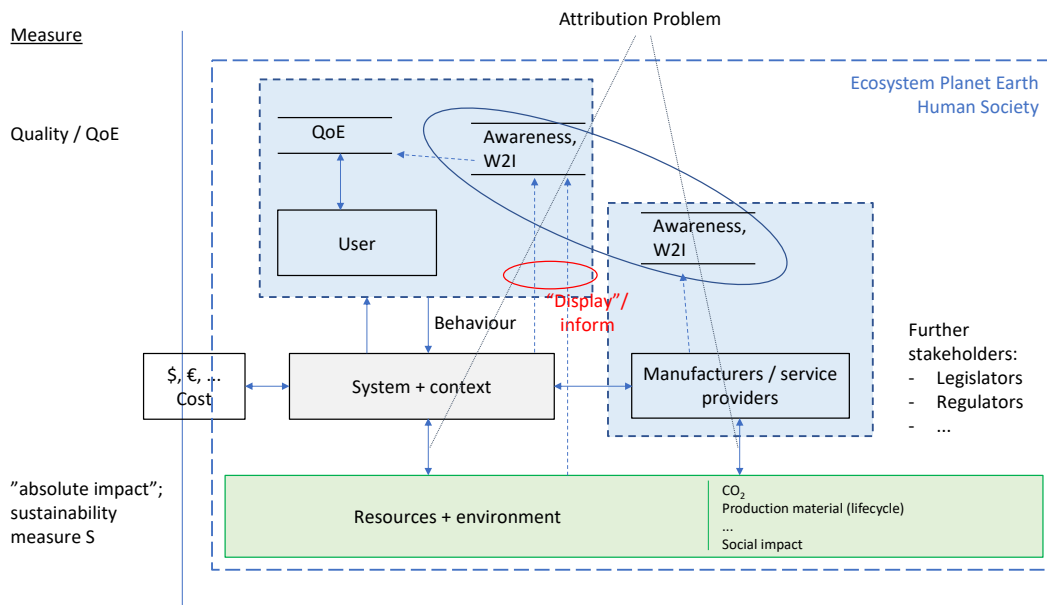 Attribution Problem
Measure
Ecosystem Planet Earth
Human Society
Quality / QoE
QoE
Awareness,
W2I
User
Awareness,
W2I
"Display"/
inform
Behaviour
Further
stakeholders:
- Legislators
- Regulators
- ...
$, €, ...
Cost
System + context
Manufacturers / service
providers
”absolute impact”;
sustainability
measure S
Resources + environment
CO₂
Production material (lifecycle)
...
Social impact